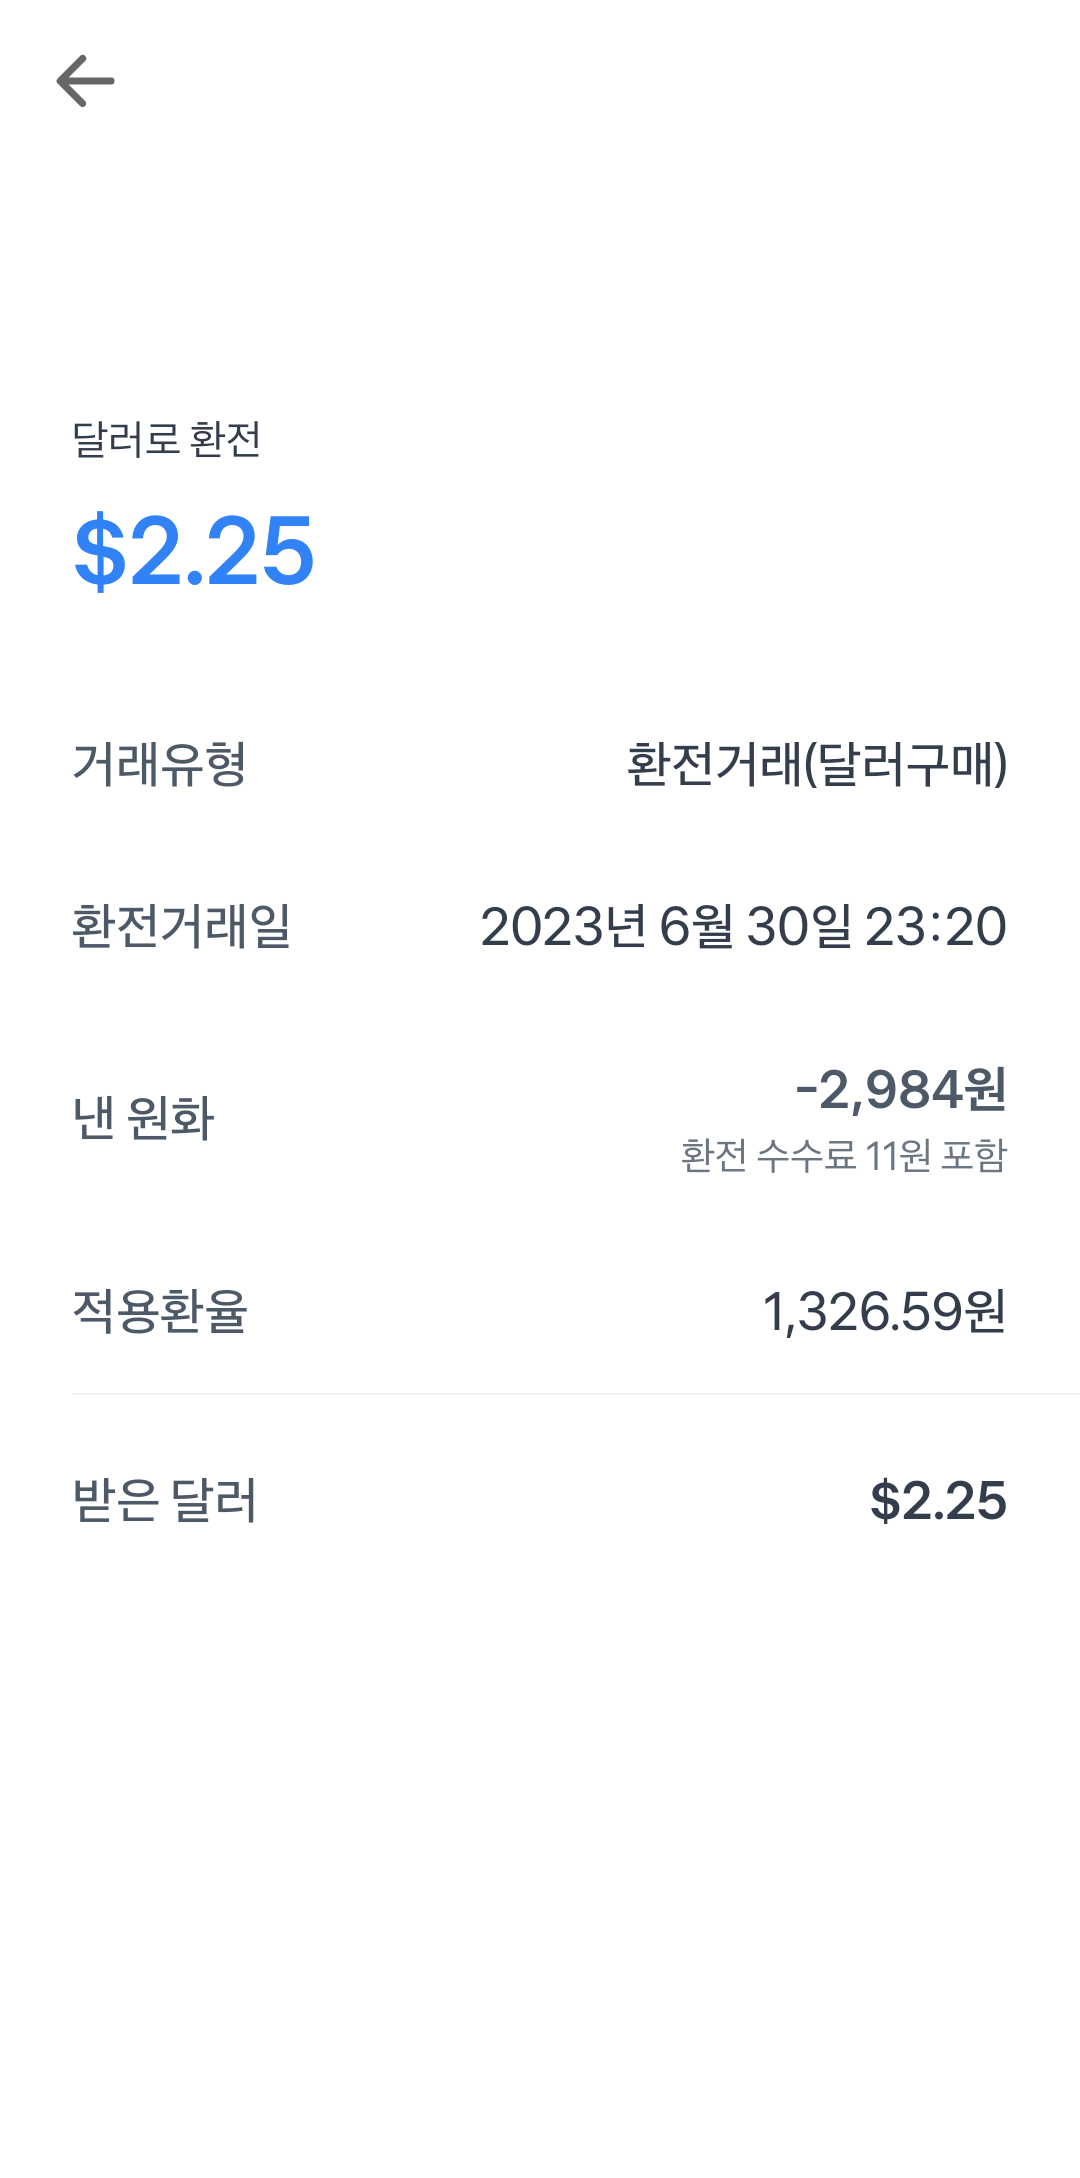 달러로 환전
$2.25
거래유형 환전거래(달러구매)
환전거래일 2023년 6월 30일 23:20
낸 원화 -2,984원
환전 수수료 11원 포함
적용환율 1,326.59원
받은 달러 $2.25